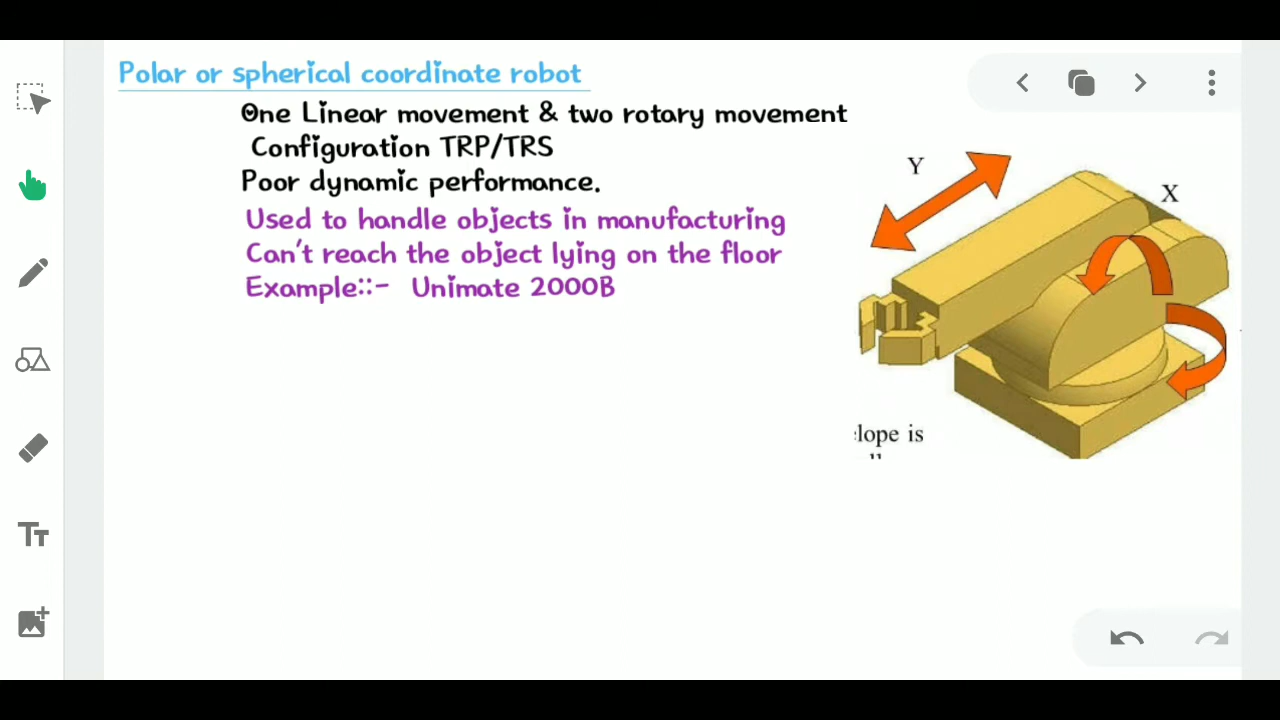 Polar or spherical coordinate robot
One Linear movement & two rotary movement
Configuration TRP/TRS
Poor dynamic performance.
Used to handle objects in manufacturing
Can't reach the object lying on the floor
Example::- Unimate 2000B
Y
X
lope is
TT